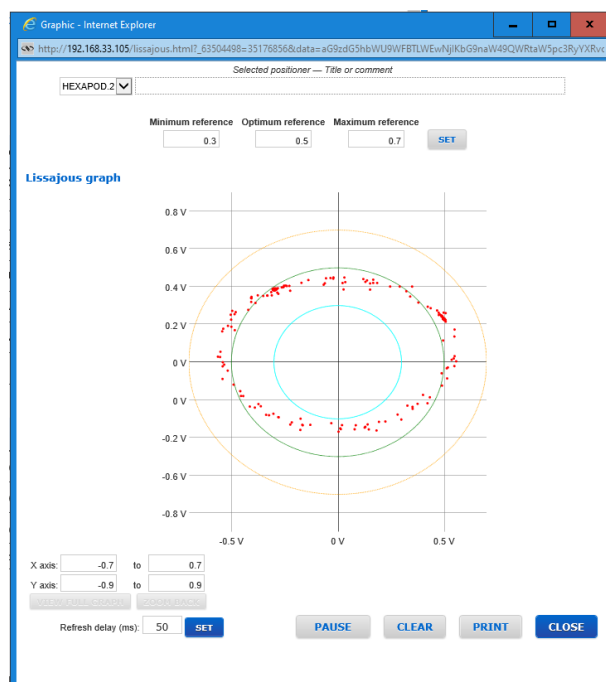 Graphic - Internet Explorer
http://192.168.33.105/lissajous.html?_63504498=35176856&data=aG9zdG5hbWU9WFBTLWEwNjlKbG9naW49QWRtaW5pc3RyYXRvc
Selected positioner — Title or comment
HEXAPOD.2
Minimum reference Optimum reference Maximum reference
0.3 0.5 0.7 SET
Lissajous graph
0.8 V
0.6 V
0.4 V
0.2 V
0 V
0 V
-0.2 V
-0.6 V
-0.8 V
-0.5 V 0 V 0.5 V
X axis: -0.7 to 0.7
Y axis: -0.9 to 0.9
Refresh delay (ms): 50 SET PAUSE CLEAR PRINT CLOSE